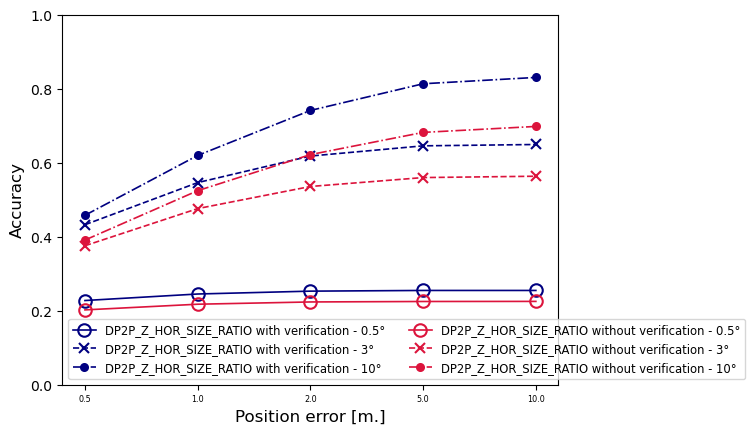 1.0
0.8
0.6
0.4
0.2
0.0
Accuracy
DP2P_Z_HOR_SIZE_RATIO with verification - 0.5°
DP2P_Z_HOR_SIZE_RATIO with verification - 3°
DP2P_Z_HOR_SIZE_RATIO with verification - 10°
DP2P_Z_HOR_SIZE_RATIO without verification - 0.5°
DP2P_Z_HOR_SIZE_RATIO without verification - 3°
DP2P_Z_HOR_SIZE_RATIO without verification - 10°
0.5 1.0 2.0 5.0 10.0
Position error [m.]